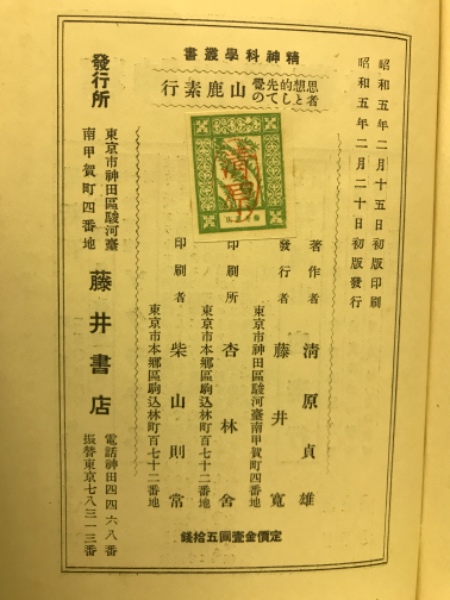 昭和五年二月十五日初版印刷
昭和五年二月二十日初版發行
精神科學叢書
思想的先覺者としての山鹿素行
清原
著作者 清原貞雄
發行者 藤井寬
東京市神田區駿河臺南甲賀町四番地
印刷所 杏林舍
東京市本鄉區駒込林町百七十二番地
印刷者 柴山則常
東京市本鄉區駒込林町百七十二番地
定價金壹圓五拾錢
發行所
東京市神田區駿河臺
南甲賀町四番地
藤井書店
電話神田四四六八番
振替東京七八三一三番